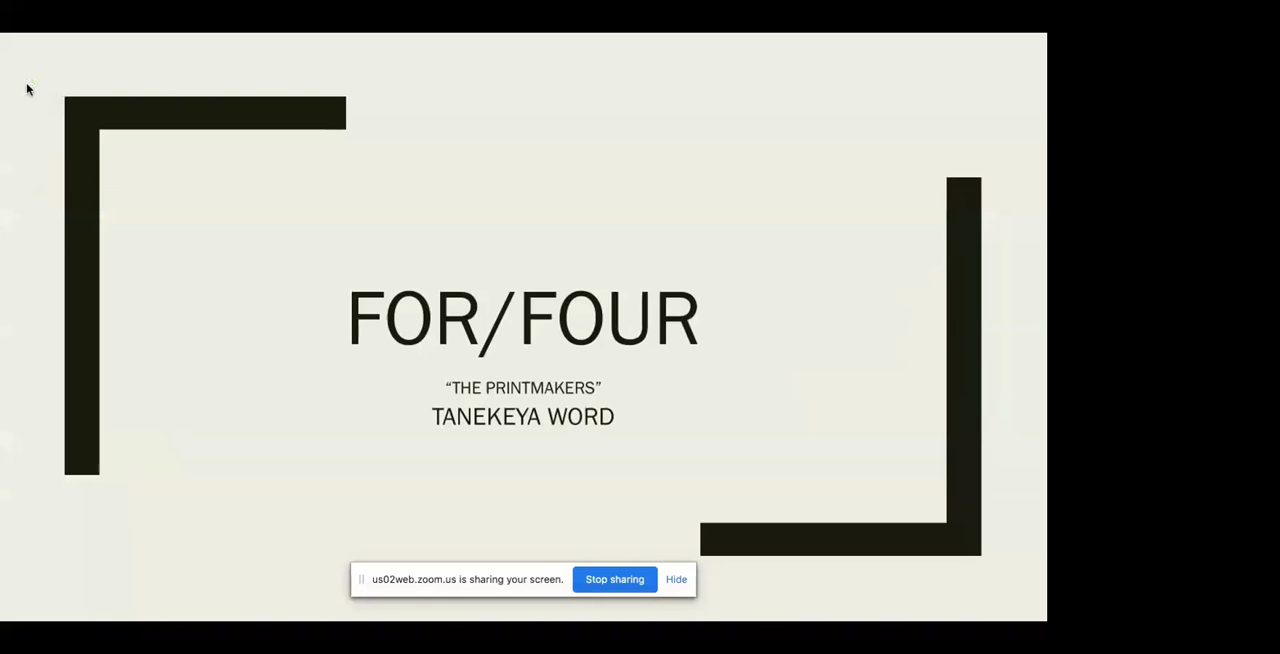 FOR/FOUR
“THE PRINTMAKERS”
TANEKEYA WORD
us02web.zoom.us is sharing your screen. Stop sharing Hide